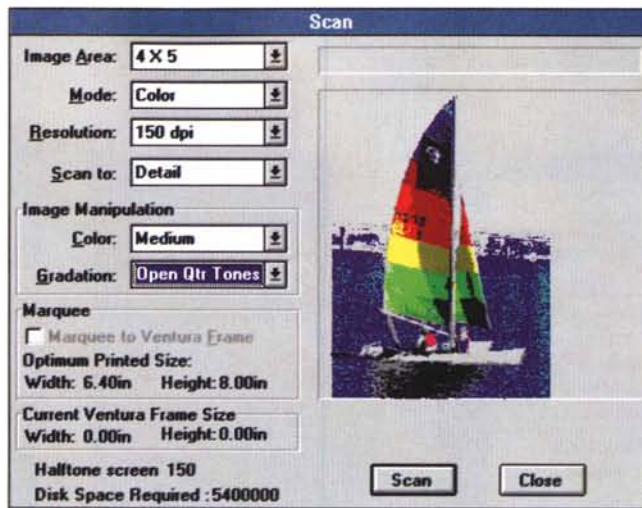 Scan
Image Area: 4 X 5
Mode: Color
Resolution: 150 dpi
Scan to: Detail
Image Manipulation
Color: Medium
Gradation: Open Qtr Tones
Marquee
Marquee to Ventura Frame
Optimum Printed Size:
Width: 6.40in Height: 8.00in
Current Ventura Frame Size
Width: 0.00in Height: 0.00in
Halftone screen 150
Disk Space Required :5400000
Scan Close